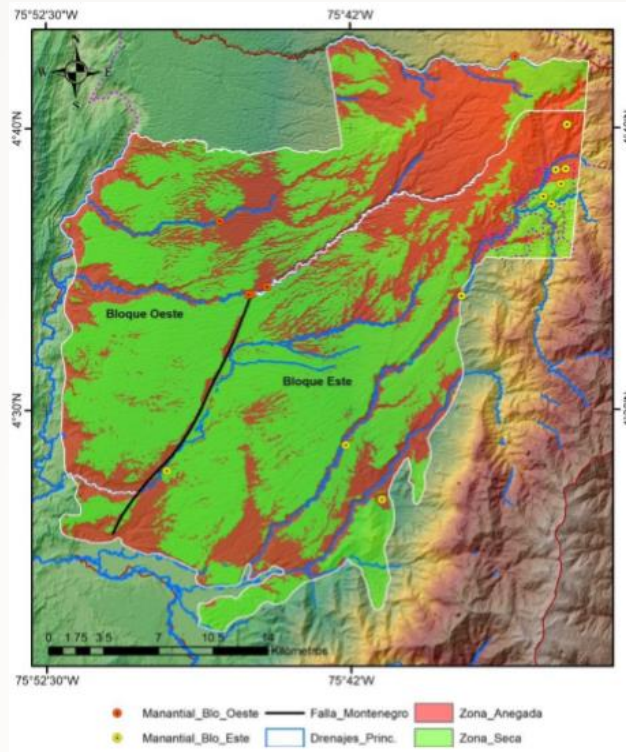 75°52'30"W 75°42'W
N
W E
S
4°40'N
Bloque Oeste
Bloque Este
4°30'N
0 1.75 3.5 7 10.5 14
Kilómetros
75°52'30"W 75°42'W
Manantial_Blo_Oeste Falla_Montenegro Zona_Anegada
Manantial_Blo_Este Drenajes_Princ. Zona_Seca